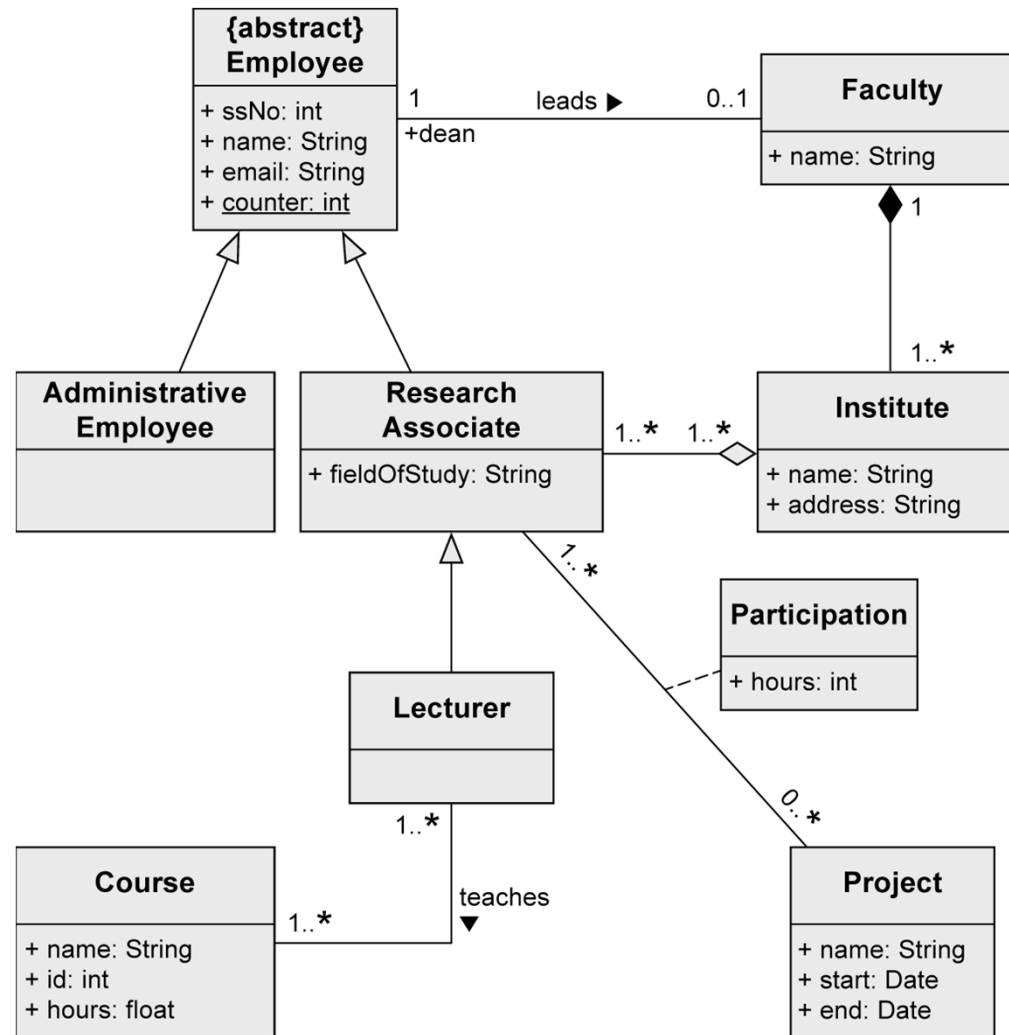 {abstract}
Employee
+ ssNo: int
+ name: String
+ email: String
+ counter: int
1
+dean
leads ▶
0..1
Faculty
+ name: String
1
1..*
Administrative
Employee
Research
Associate
+ fieldOfStudy: String
1..*
1..*
Institute
+ name: String
+ address: String
1..*
Participation
+ hours: int
0..*
Lecturer
1..*
teaches
▼
1..*
Course
+ name: String
+ id: int
+ hours: float
Project
+ name: String
+ start: Date
+ end: Date